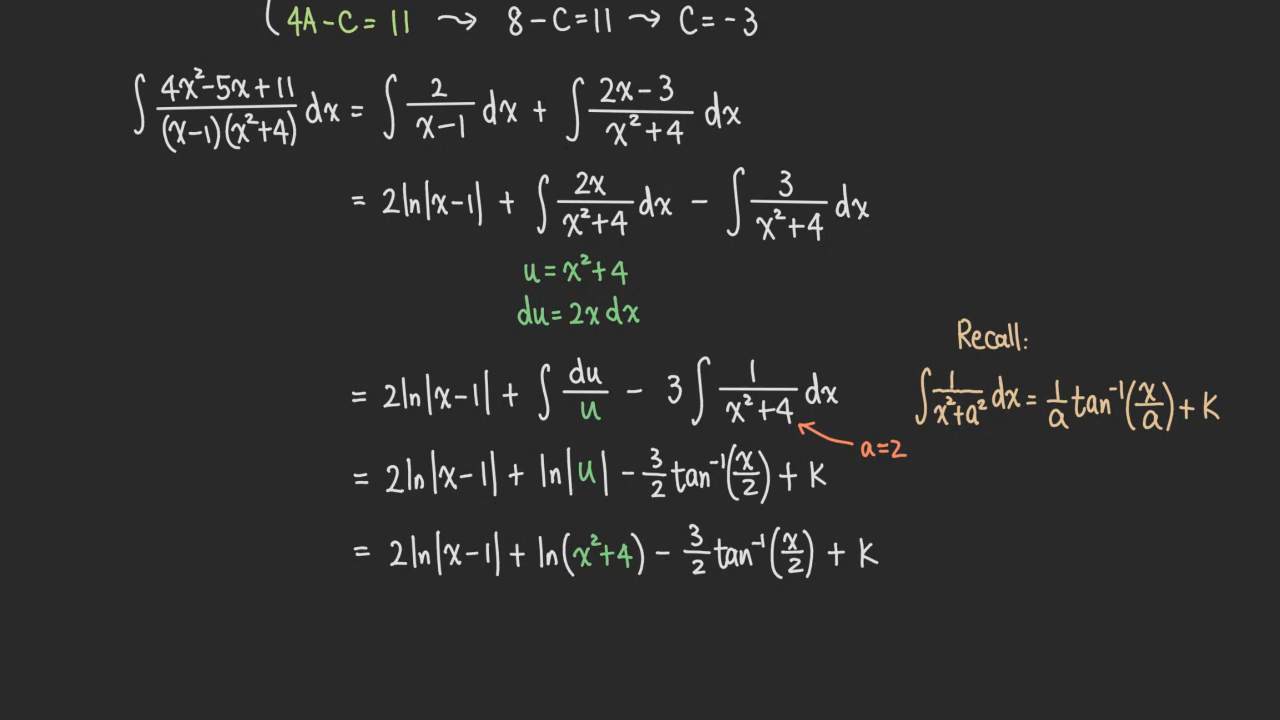 (4A-C = 11 → 8-C=11 → C=-3
∫ (4x²-5x+11)/((x-1)(x²+4)) dx = ∫ 2/(x-1) dx + ∫ (2x-3)/(x²+4) dx
= 2ln|x-1| + ∫ 2x/(x²+4) dx - ∫ 3/(x²+4) dx
u = x²+4
du = 2x dx
Recall:
= 2ln|x-1| + ∫ du/u - 3 ∫ 1/(x²+4) dx
∫ 1/(x²+a²) dx = 1/a tan⁻¹(x/a) + K
a=2
= 2ln|x-1| + ln|u| - 3/2 tan⁻¹(x/2) + K
= 2ln|x-1| + ln(x²+4) - 3/2 tan⁻¹(x/2) + K